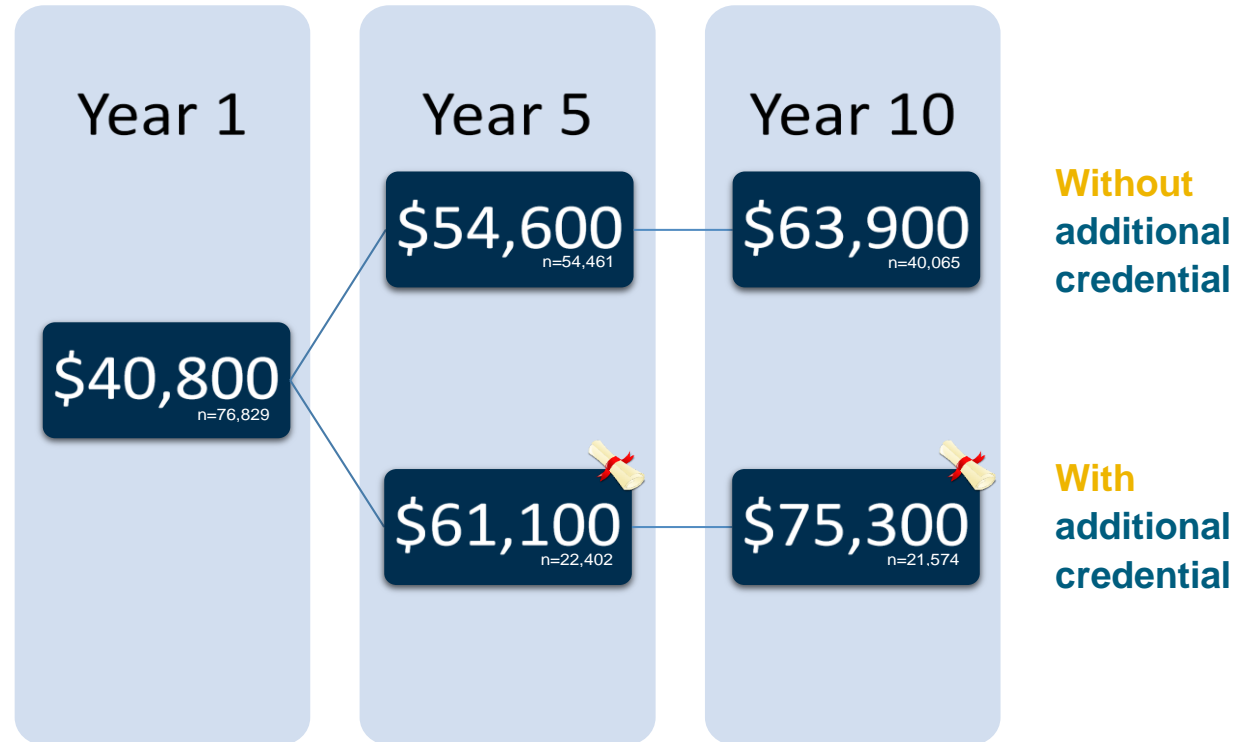 Year 1
Year 5
Year 10
$40,800
n=76,829
$54,600
n=54,461
$63,900
n=40,065
Without
additional
credential
$61,100
n=22,402
$75,300
n=21,574
With
additional
credential